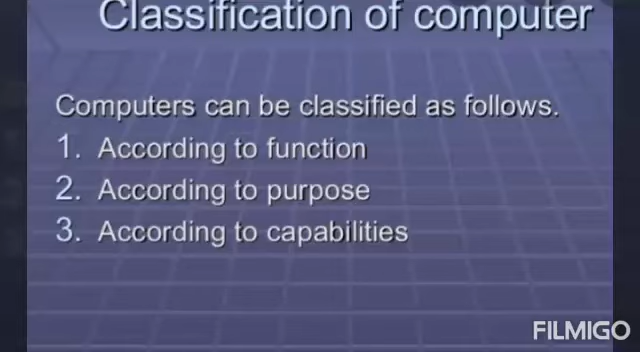 Classification of computer
Computers can be classified as follows.
1. According to function
2. According to purpose
3. According to capabilities
FILMIGO